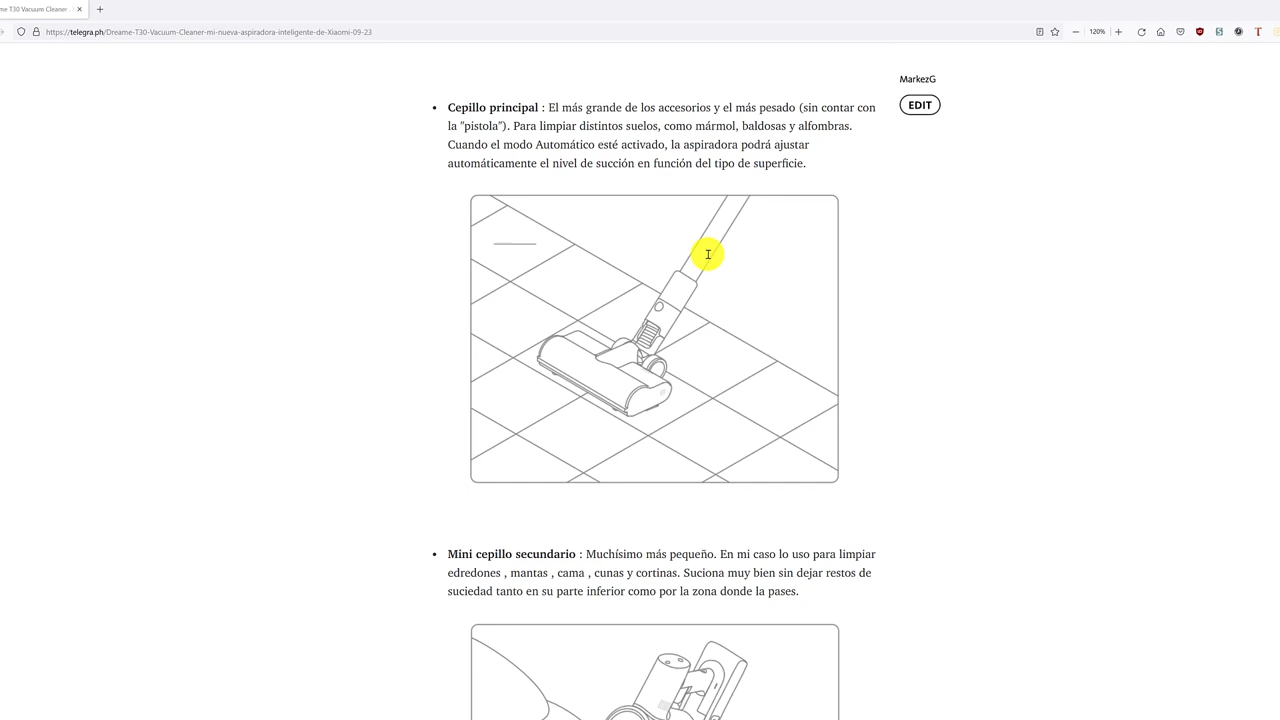 me T30 Vacuum Cleaner
https://telegra.ph/Dreame-T30-Vacuum-Cleaner-mi-nueva-aspiradora-inteligente-de-Xiaomi-09-23
120%
MarkezG
EDIT
• Cepillo principal : El más grande de los accesorios y el más pesado (sin contar con
la "pistola"). Para limpiar distintos suelos, como mármol, baldosas y alfombras.
Cuando el modo Automático esté activado, la aspiradora podrá ajustar
automáticamente el nivel de succión en función del tipo de superficie.
• Mini cepillo secundario : Muchísimo más pequeño. En mi caso lo uso para limpiar
edredones , mantas , cama , cunas y cortinas. Suciona muy bien sin dejar restos de
suciedad tanto en su parte inferior como por la zona donde la pases.